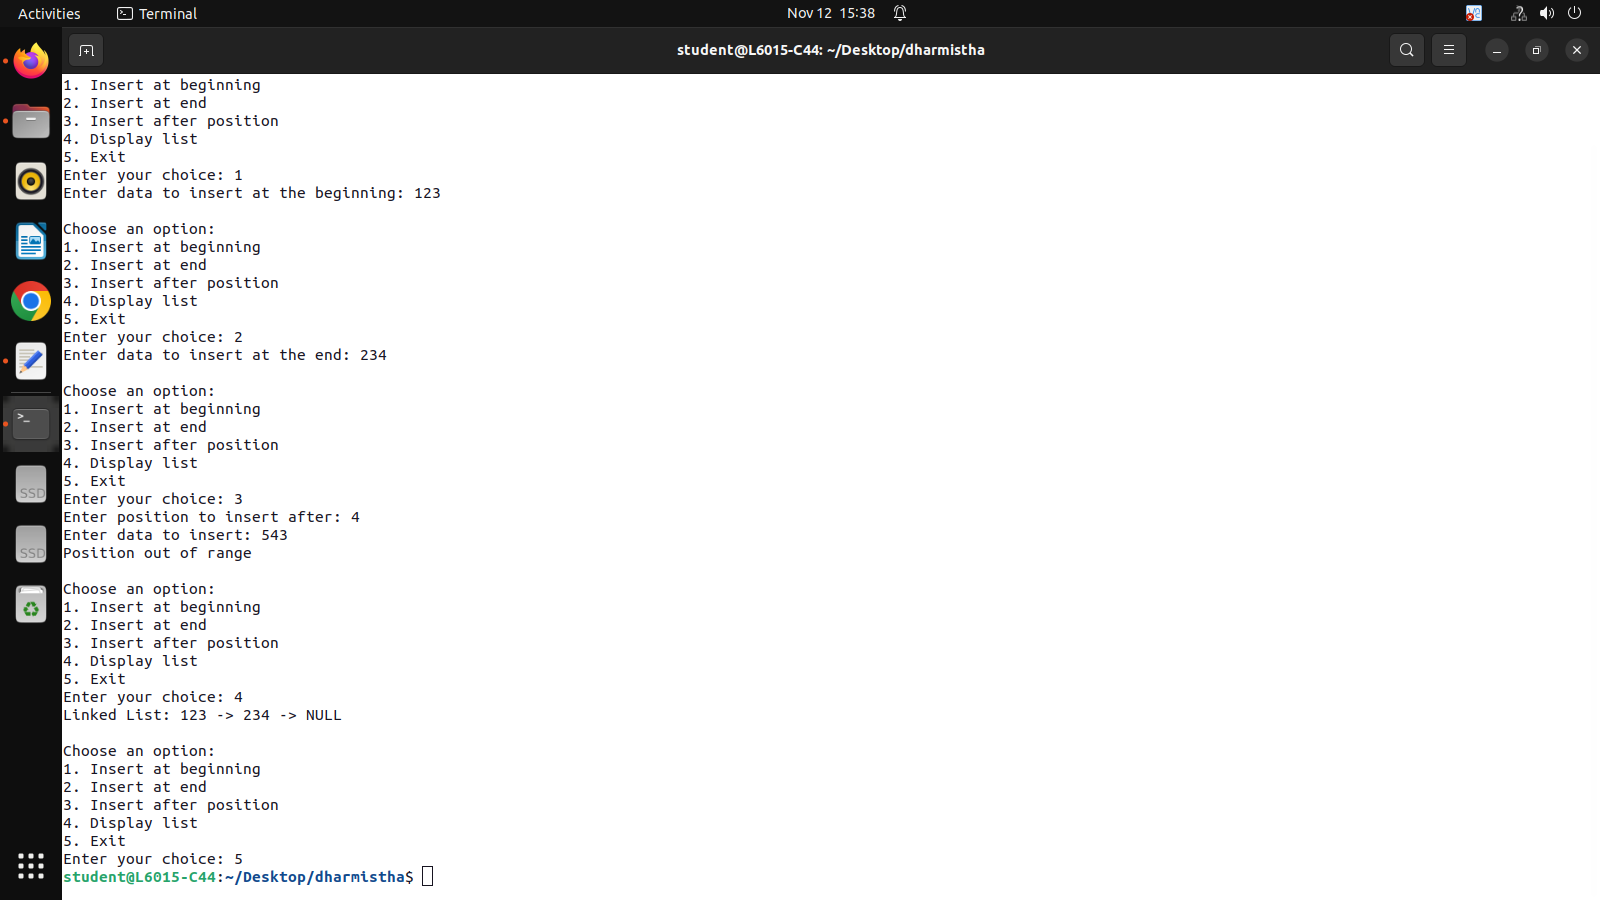 Activities
Terminal
Nov 12 15:38
student@L6015-C44: ~/Desktop/dharmistha
1. Insert at beginning
2. Insert at end
3. Insert after position
4. Display list
5. Exit
Enter your choice: 1
Enter data to insert at the beginning: 123

Choose an option:
1. Insert at beginning
2. Insert at end
3. Insert after position
4. Display list
5. Exit
Enter your choice: 2
Enter data to insert at the end: 234

Choose an option:
1. Insert at beginning
2. Insert at end
3. Insert after position
4. Display list
5. Exit
Enter your choice: 3
Enter position to insert after: 4
Enter data to insert: 543
Position out of range

Choose an option:
1. Insert at beginning
2. Insert at end
3. Insert after position
4. Display list
5. Exit
Enter your choice: 4
Linked List: 123 -> 234 -> NULL

Choose an option:
1. Insert at beginning
2. Insert at end
3. Insert after position
4. Display list
5. Exit
Enter your choice: 5
student@L6015-C44:~/Desktop/dharmistha$
SSD
SSD